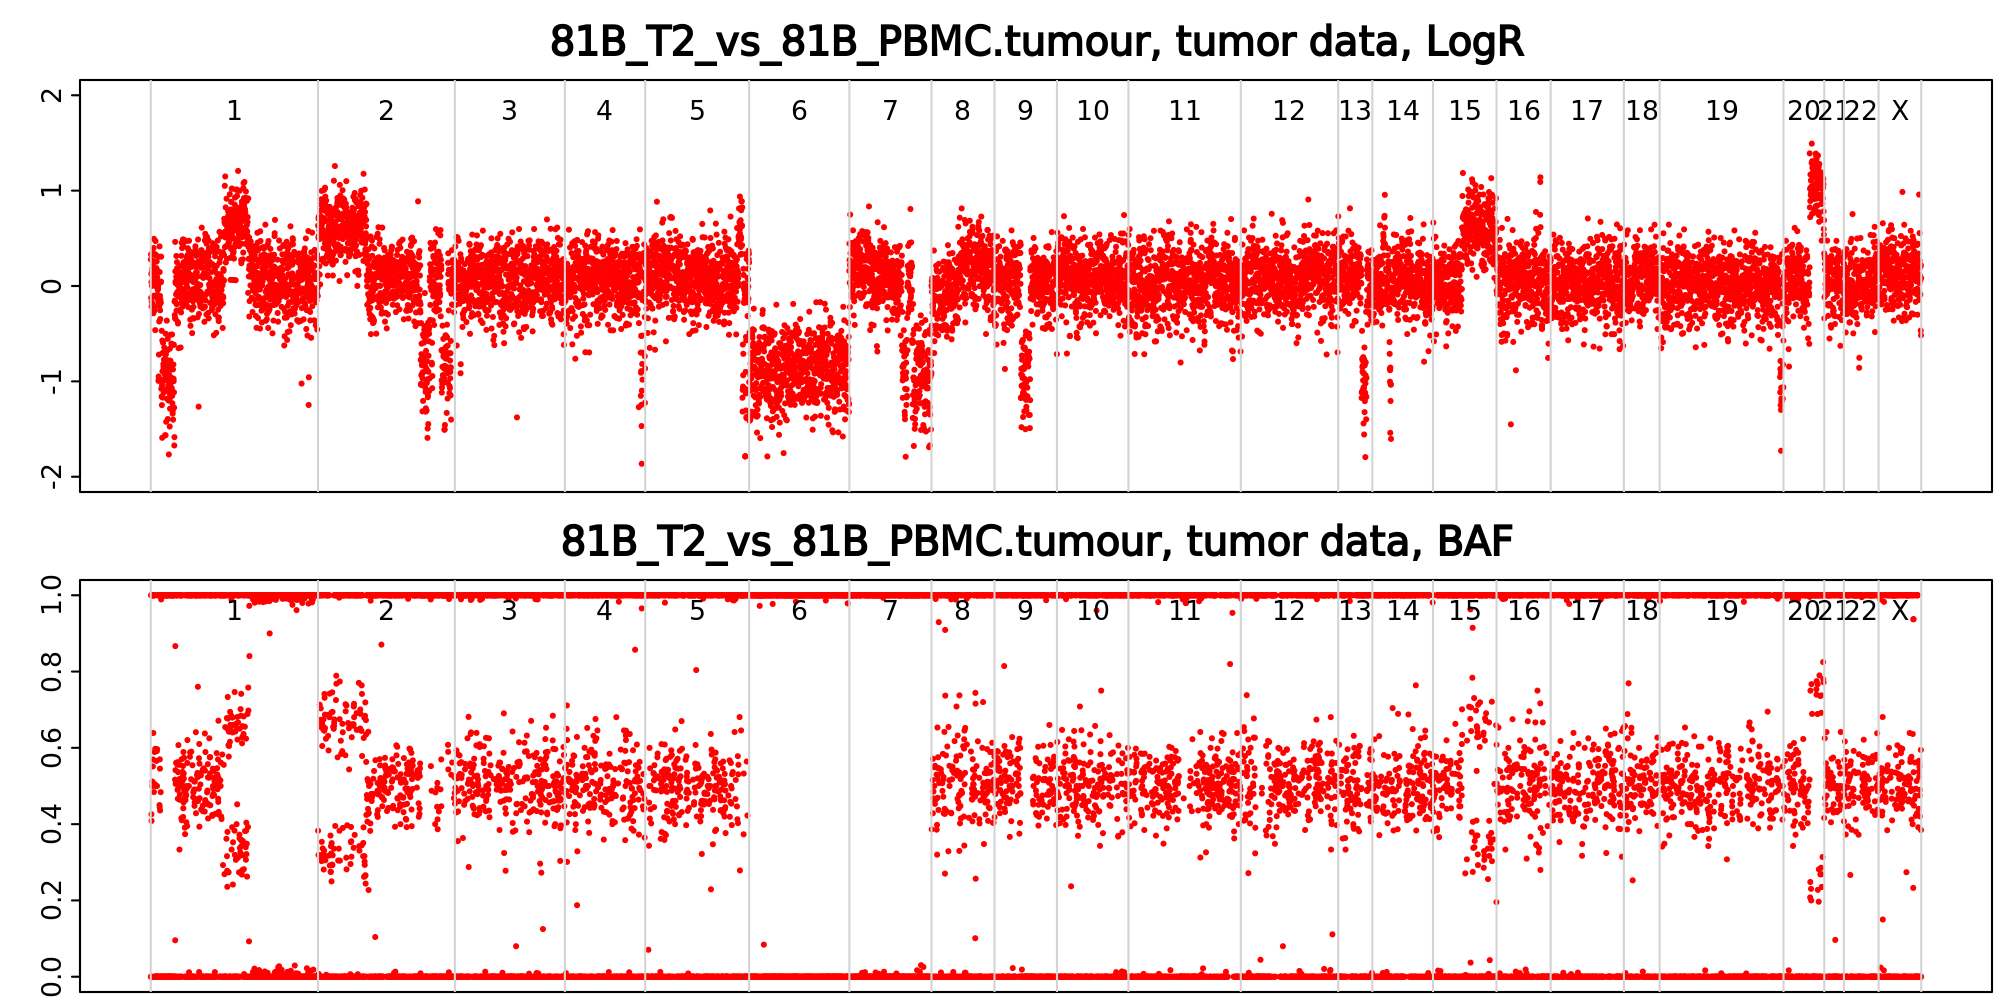 81B_T2_vs_81B_PBMC.tumour, tumor data, LogR
2
1
0
-1
-2
1 2 3 4 5 6 7 8 9 10 11 12 13 14 15 16 17 18 19 20 21 22 X
81B_T2_vs_81B_PBMC.tumour, tumor data, BAF
1.0
0.8
0.6
0.4
0.2
0.0
1 2 3 4 5 6 7 8 9 10 11 12 13 14 15 16 17 18 19 20 21 22 X